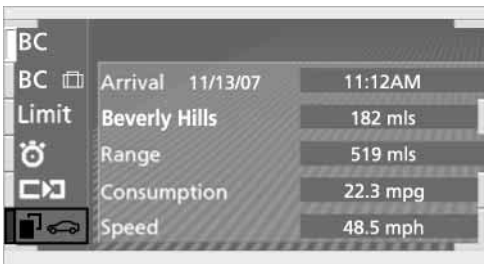 BC
BC
Arrival 11/13/07 11:12AM
Limit
Beverly Hills 182 mls
Range 519 mls
Consumption 22.3 mpg
Speed 48.5 mph